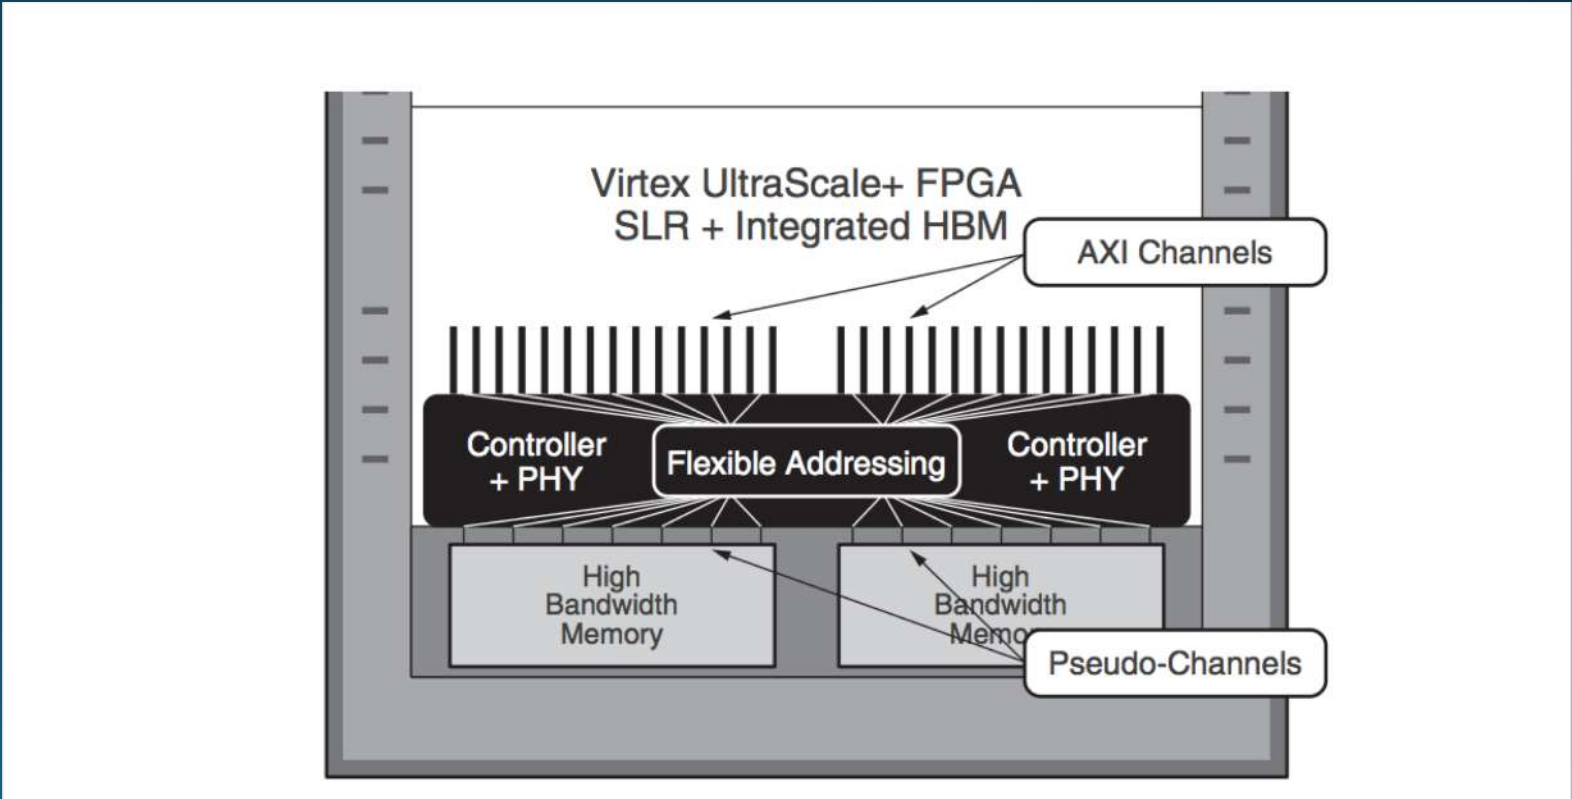 Virtex UltraScale+ FPGA
SLR + Integrated HBM
AXI Channels
Controller
+ PHY
Flexible Addressing
Controller
+ PHY
High
Bandwidth
Memory
High
Bandwidth
Memo
Pseudo-Channels